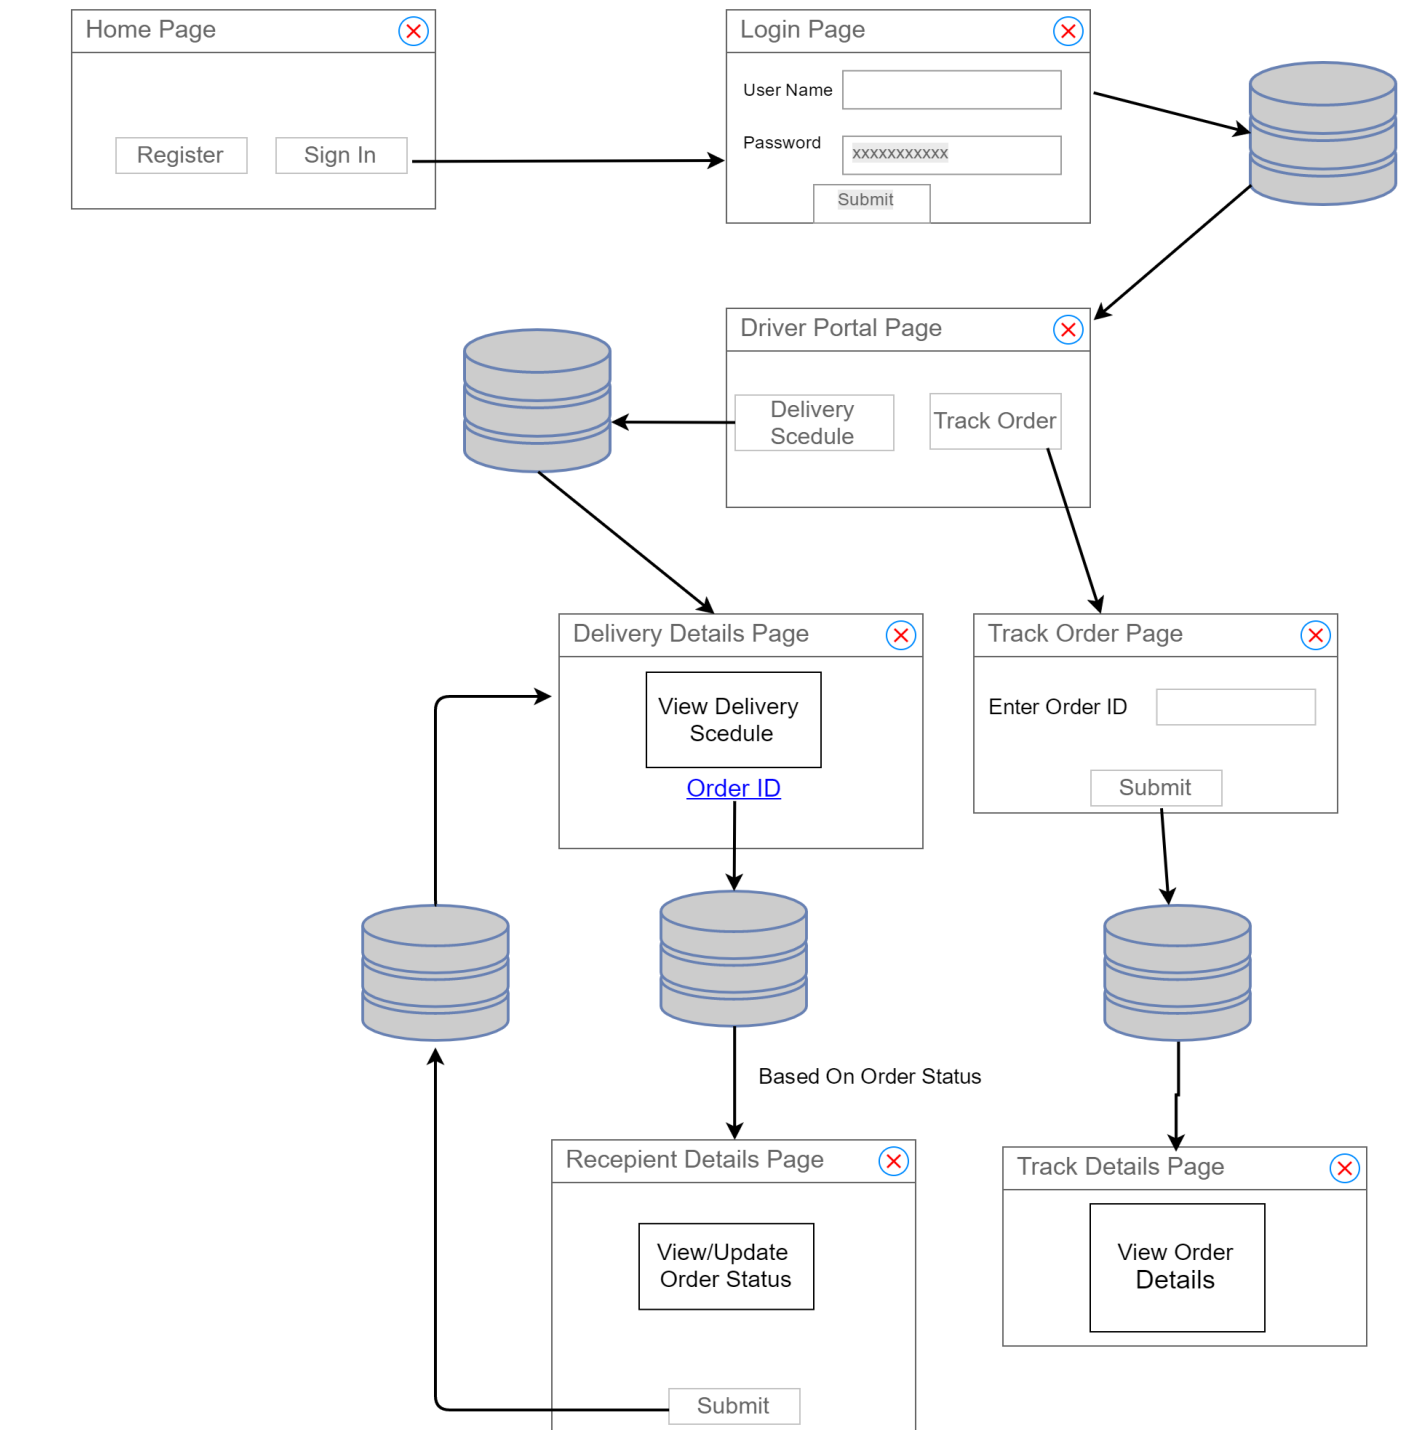 Home Page
Register
Sign In
Login Page
User Name
Password
xxxxxxxxxxx
Submit
Driver Portal Page
Delivery
Scedule
Track Order
Delivery Details Page
View Delivery
Scedule
Order ID
Track Order Page
Enter Order ID
Submit
Based On Order Status
Recepient Details Page
View/Update
Order Status
Submit
Track Details Page
View Order
Details